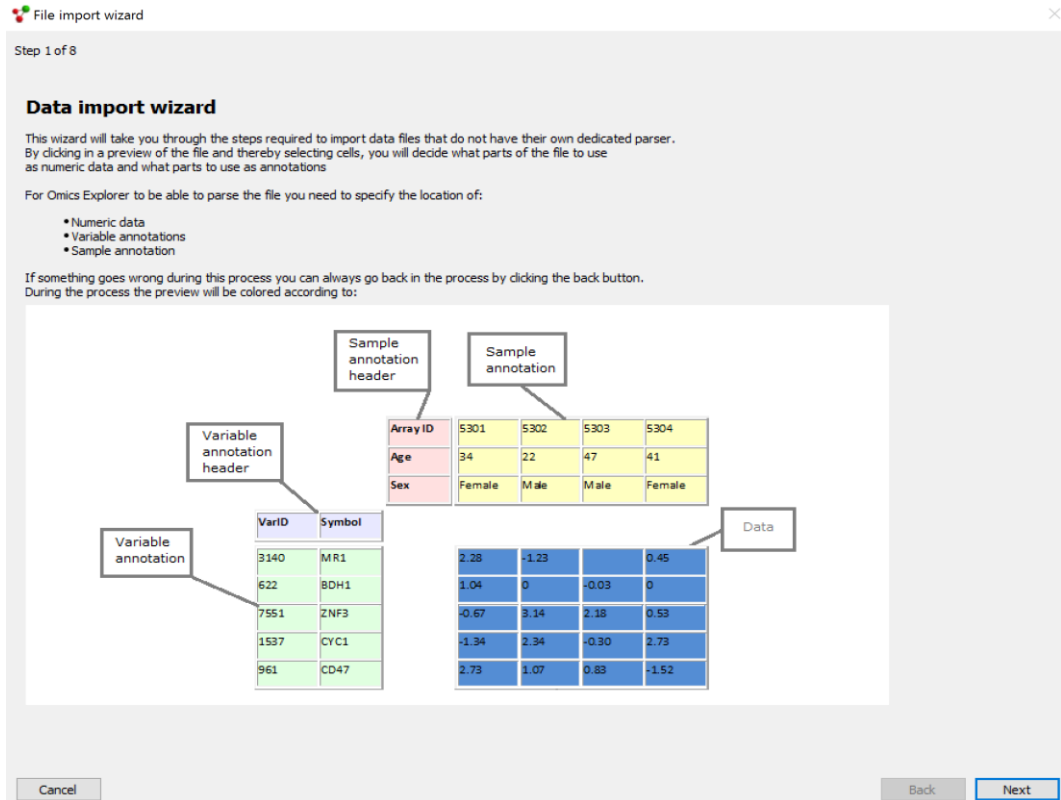 File import wizard
Step 1 of 8
Data import wizard
This wizard will take you through the steps required to import data files that do not have their own dedicated parser.
By clicking in a preview of the file and thereby selecting cells, you will decide what parts of the file to use
as numeric data and what parts to use as annotations
For Omics Explorer to be able to parse the file you need to specify the location of:
• Numeric data
• Variable annotations
• Sample annotation
If something goes wrong during this process you can always go back in the process by clicking the back button.
During the process the preview will be colored according to:
Sample
annotation
header
Sample
annotation
Array ID 5301 5302 5303 5304
Age 34 22 47 41
Sex Female Male Male Female
Variable
annotation
header
VarID Symbol
Data
Variable
annotation
3140 MR1 2.28 -1.23 0.45
622 BDH1 1.04 0 -0.03 0
7551 ZNF3 -0.67 3.14 2.18 0.53
1537 CYC1 -1.34 2.34 -0.30 2.73
961 CD47 2.73 1.07 0.83 -1.52
Cancel Back Next